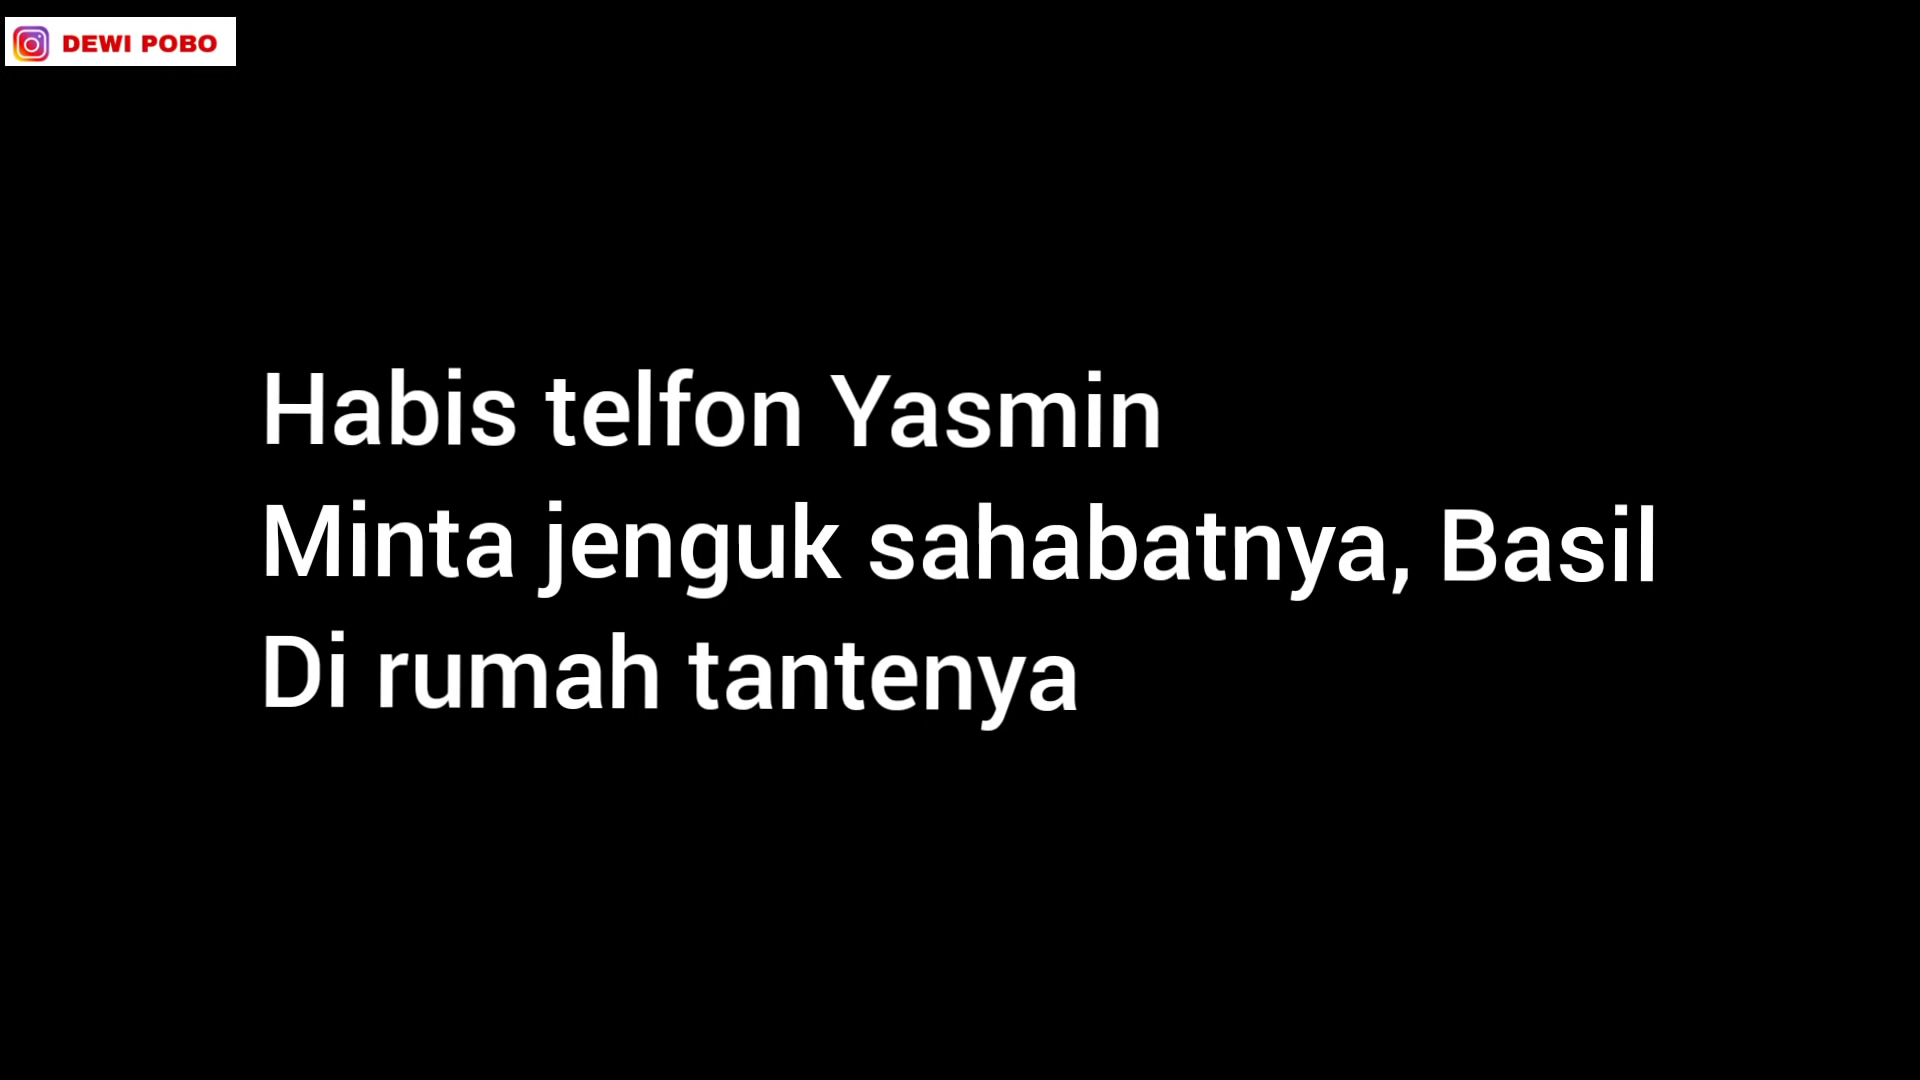 DEWI POBO
Habis telfon Yasmin
Minta jenguk sahabatnya, Basil
Di rumah tantenya